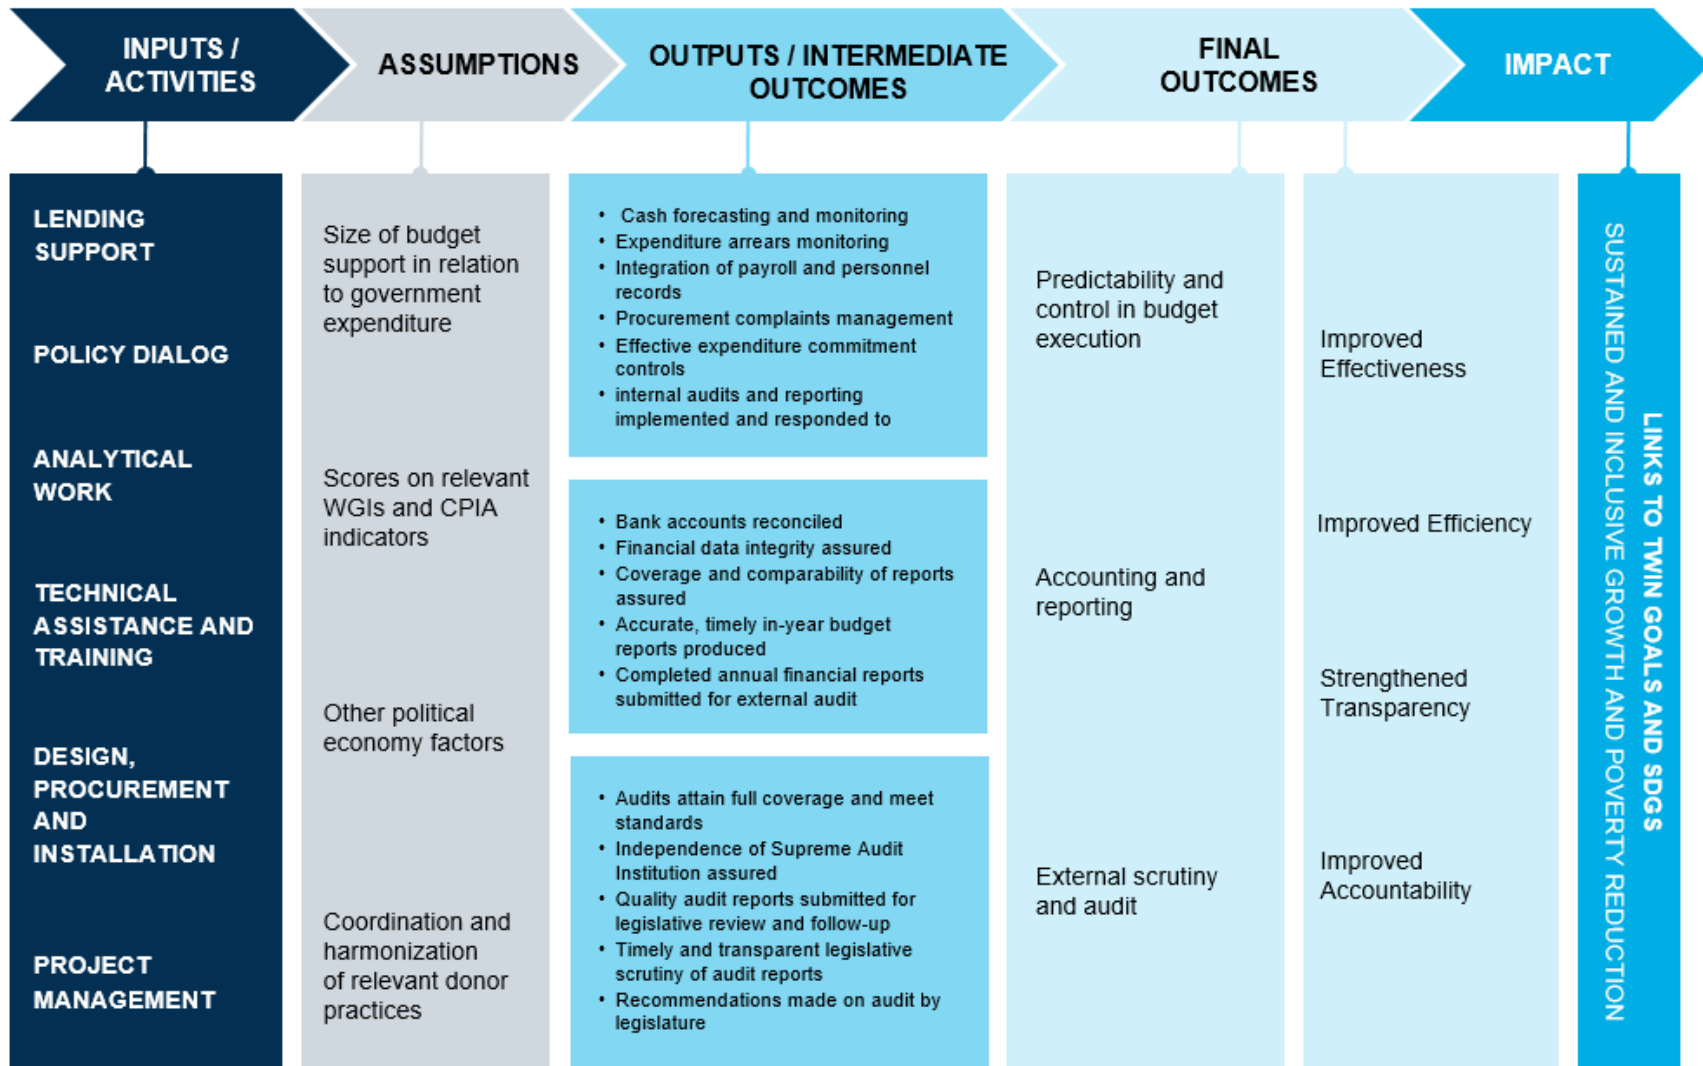 INPUTS /
ACTIVITIES
ASSUMPTIONS
OUTPUTS / INTERMEDIATE
OUTCOMES
FINAL
OUTCOMES
IMPACT
LENDING
SUPPORT
POLICY DIALOG
ANALYTICAL
WORK
TECHNICAL
ASSISTANCE AND
TRAINING
DESIGN,
PROCUREMENT
AND
INSTALLATION
PROJECT
MANAGEMENT
Size of budget
support in relation
to government
expenditure
Scores on relevant
WGIs and CPIA
indicators
Other political
economy factors
Coordination and
harmonization
of relevant donor
practices
• Cash forecasting and monitoring
• Expenditure arrears monitoring
• Integration of payroll and personnel
records
• Procurement complaints management
• Effective expenditure commitment
controls
• internal audits and reporting
implemented and responded to
• Bank accounts reconciled
• Financial data integrity assured
• Coverage and comparability of reports
assured
• Accurate, timely in-year budget
reports produced
• Completed annual financial reports
submitted for external audit
• Audits attain full coverage and meet
standards
• Independence of Supreme Audit
Institution assured
• Quality audit reports submitted for
legislative review and follow-up
• Timely and transparent legislative
scrutiny of audit reports
• Recommendations made on audit by
legislature
Predictability and
control in budget
execution
Accounting and
reporting
External scrutiny
and audit
Improved
Effectiveness
Improved Efficiency
Strengthened
Transparency
Improved
Accountability
LINKS TO TWIN GOALS AND SDGS
SUSTAINED AND INCLUSIVE GROWTH AND POVERTY REDUCTION